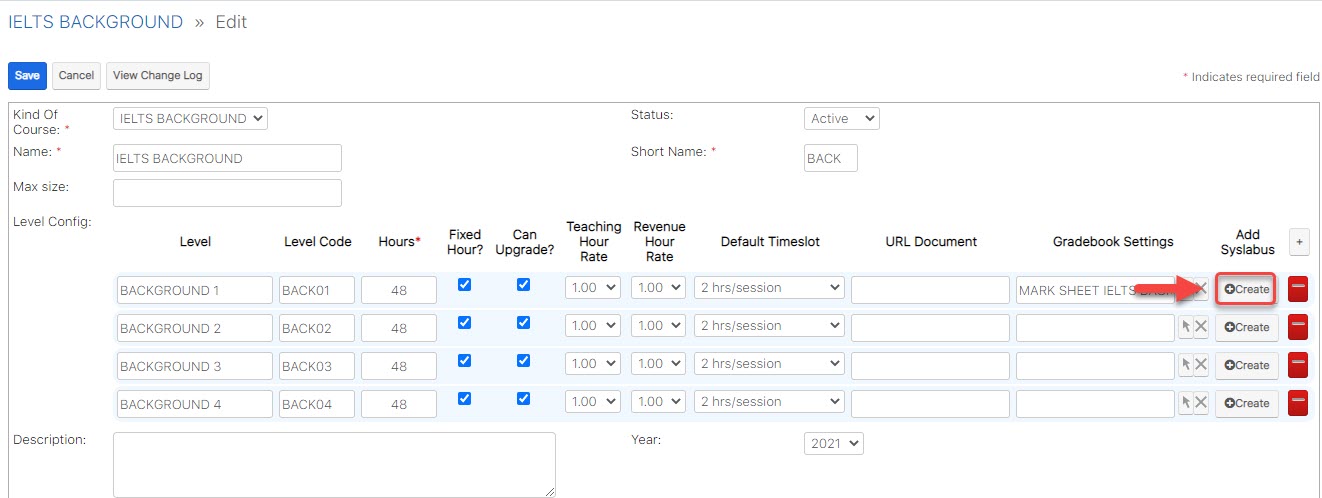 IELTS BACKGROUND » Edit
Save Cancel View Change Log
* Indicates required field
Kind Of Course: * IELTS BACKGROUND Status: Active
Name: * IELTS BACKGROUND Short Name: * BACK
Max size:
Level Config:
Level Level Code Hours* Fixed Hour? Can Upgrade? Teaching Hour Rate Revenue Hour Rate Default Timeslot URL Document Gradebook Settings Add Syslabus +
BACKGROUND 1 BACK01 48 1.00 1.00 2 hrs/session MARK SHEET IELTS Create
BACKGROUND 2 BACK02 48 1.00 1.00 2 hrs/session Create
BACKGROUND 3 BACK03 48 1.00 1.00 2 hrs/session Create
BACKGROUND 4 BACK04 48 1.00 1.00 2 hrs/session Create
Description: Year: 2021